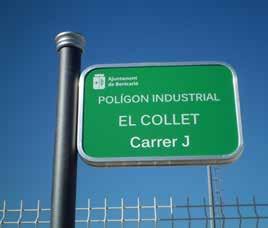 Ajuntament
de Benicarló
POLÍGON INDUSTRIAL
EL COLLET
Carrer J